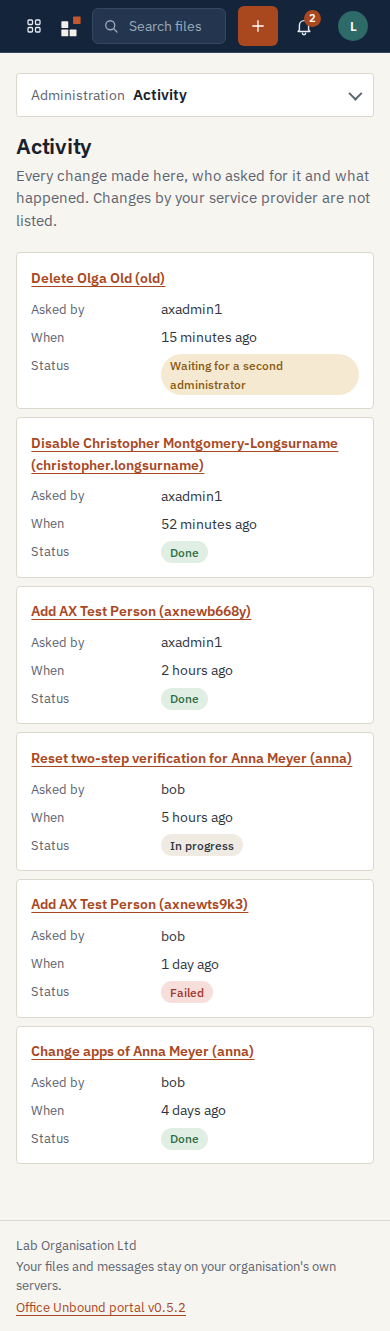 Search files
2
L
Administration Activity
Activity
Every change made here, who asked for it and what
happened. Changes by your service provider are not
listed.
Delete Olga Old (old)
Asked by axadmin1
When 15 minutes ago
Status Waiting for a second
administrator
Disable Christopher Montgomery-Longsurname
(christopher.longsurname)
Asked by axadmin1
When 52 minutes ago
Status Done
Add AX Test Person (axnewb668y)
Asked by axadmin1
When 2 hours ago
Status Done
Reset two-step verification for Anna Meyer (anna)
Asked by bob
When 5 hours ago
Status In progress
Add AX Test Person (axnewts9k3)
Asked by bob
When 1 day ago
Status Failed
Change apps of Anna Meyer (anna)
Asked by bob
When 4 days ago
Status Done
Lab Organisation Ltd
Your files and messages stay on your organisation's own
servers.
Office Unbound portal v0.5.2